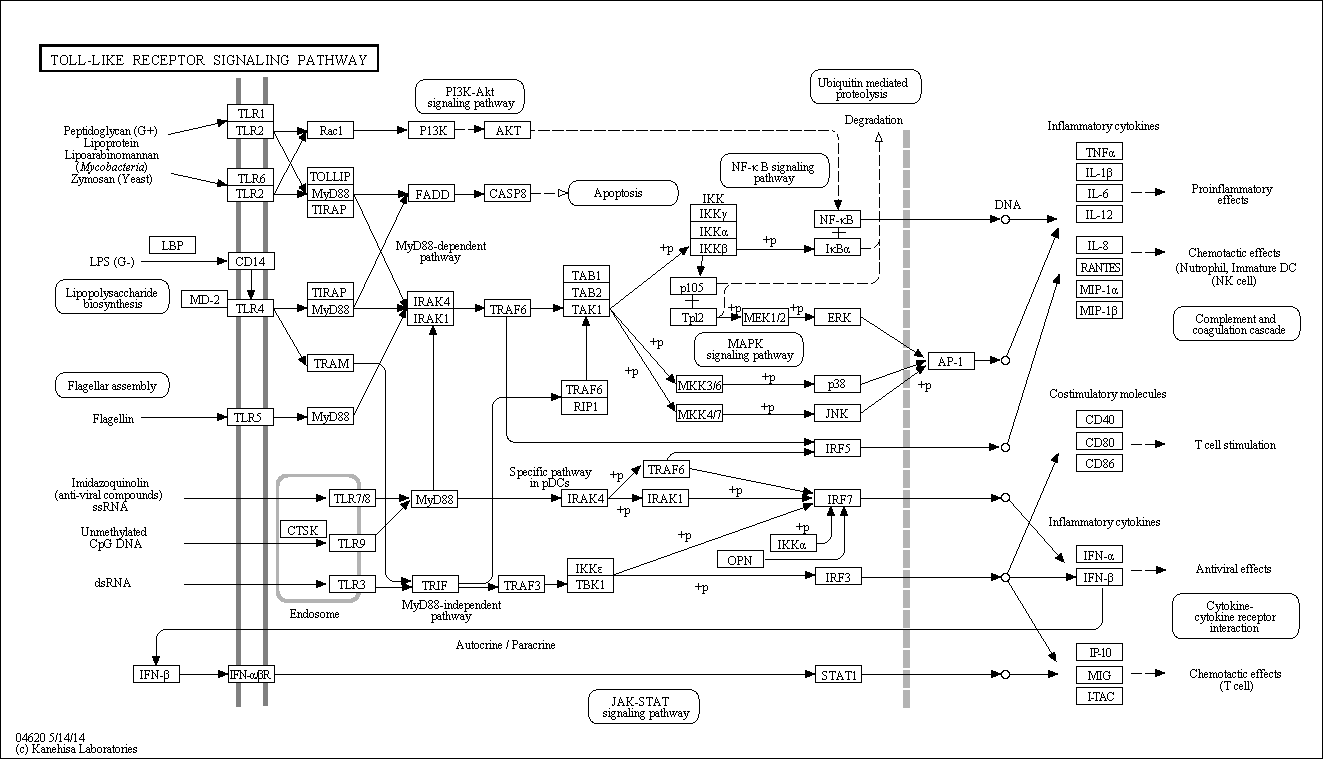 TOLL-LIKE RECEPTOR SIGNALING PATHWAY
PI3K-Akt
signaling pathway
Ubiquitin mediated
proteolysis
Peptidoglycan (G+)
Lipoprotein
Lipoarabinomannan
(Mycobacteria)
Zymosan (Yeast)
TLR1
TLR2
Rac1
P13K
AKT
Degradation
Inflammatory cytokines
TLR6
TLR2
TOLLIP
MyD88
TIRAP
FADD
CASP8
Apoptosis
NF-κB signaling
pathway
TNFα
IL-1β
IL-6
IL-12
Proinflammatory
effects
IKK
IKKγ
IKKα
IKKβ
+p
+p
NF-κB
IκBα
DNA
LBP
LPS (G-)
CD14
MyD88-dependent
pathway
IL-8
RANTES
MIP-1α
MIP-1β
Chemotactic effects
(Nutrophil, Immature DC
(NK cell)
Lipopolysaccharide
biosynthesis
MD-2
TLR4
TIRAP
MyD88
IRAK4
IRAK1
TRAF6
TAB1
TAB2
TAK1
p105
Tpl2
+p
MEK1/2
+p
ERK
Complement and
coagulation cascade
TRAM
+p
+p
MAPK
signaling pathway
AP-1
+p
Flagellar assembly
Flagellin
TLR5
MyD88
TRAF6
RIP1
MKK3/6
+p
p38
MKK4/7
+p
JNK
Costimulatory molecules
CD40
CD80
CD86
T cell stimulation
IRF5
Imidazoquinolin
(anti-viral compounds)
ssRNA
TLR7/8
MyD88
Specific pathway
in pDCs
IRAK4
+p
+p
TRAF6
IRAK1
+p
IRF7
Unmethylated
CpG DNA
CTSK
TLR9
+p
IKKα
+p
OPN
Inflammatory cytokines
IFN-α
IFN-β
Antiviral effects
dsRNA
TLR3
Endosome
TRIF
MyD88-independent
pathway
TRAF3
IKKε
TBK1
+p
IRF3
Cytokine-
cytokine receptor
interaction
Autocrine / Paracrine
IFN-β
IFN-α/βR
STAT1
IP-10
MIG
I-TAC
Chemotactic effects
(T cell)
JAK-STAT
signaling pathway
04620 5/14/14
(c) Kanehisa Laboratories